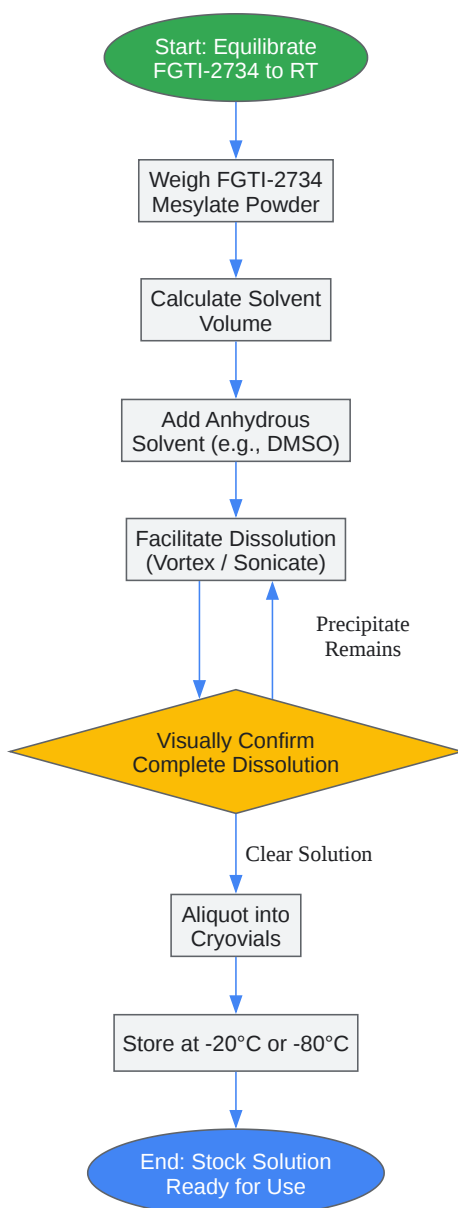 Start: Equilibrate
FGTI-2734 to RT
Weigh FGTI-2734
Mesylate Powder
Calculate Solvent
Volume
Add Anhydrous
Solvent (e.g., DMSO)
Facilitate Dissolution
(Vortex / Sonicate)
Precipitate
Remains
Visually Confirm
Complete Dissolution
Clear Solution
Aliquot into
Cryovials
Store at -20°C or -80°C
End: Stock Solution
Ready for Use